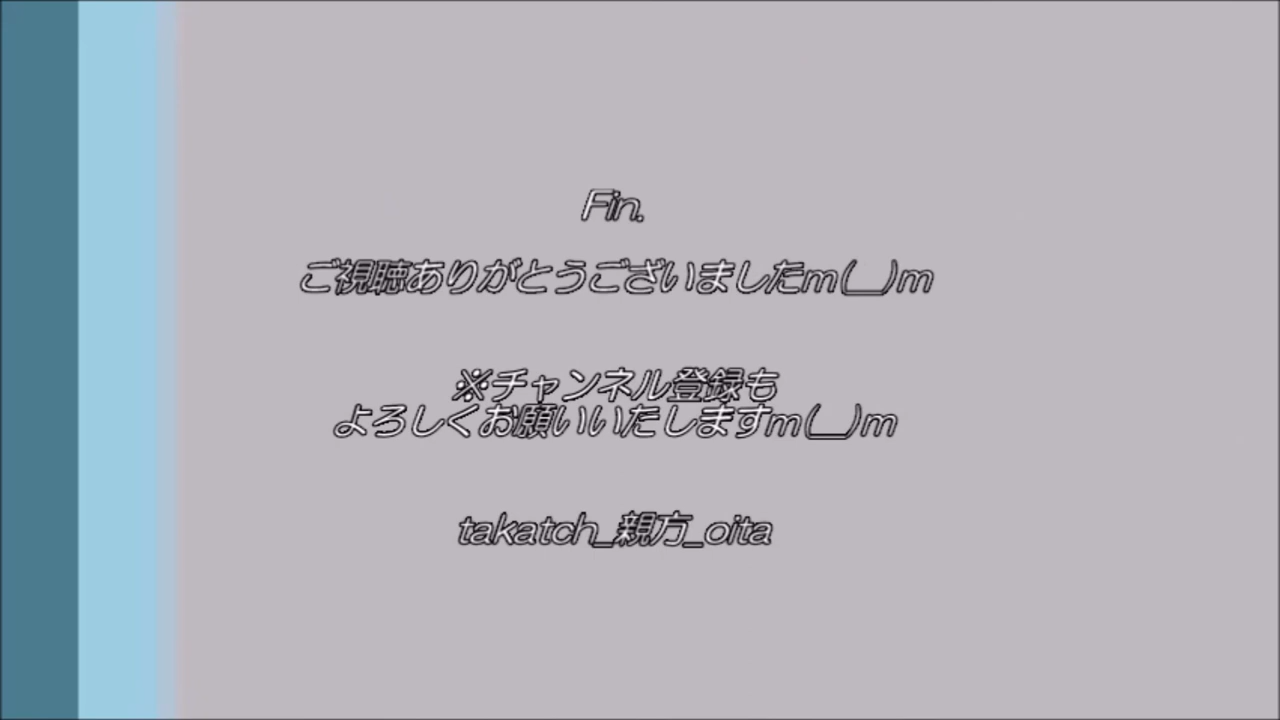 Fin.
ご視聴ありがとうございましたm(__)m
※チャンネル登録も
よろしくお願いいたしますm(__)m
takatch_親方_oita